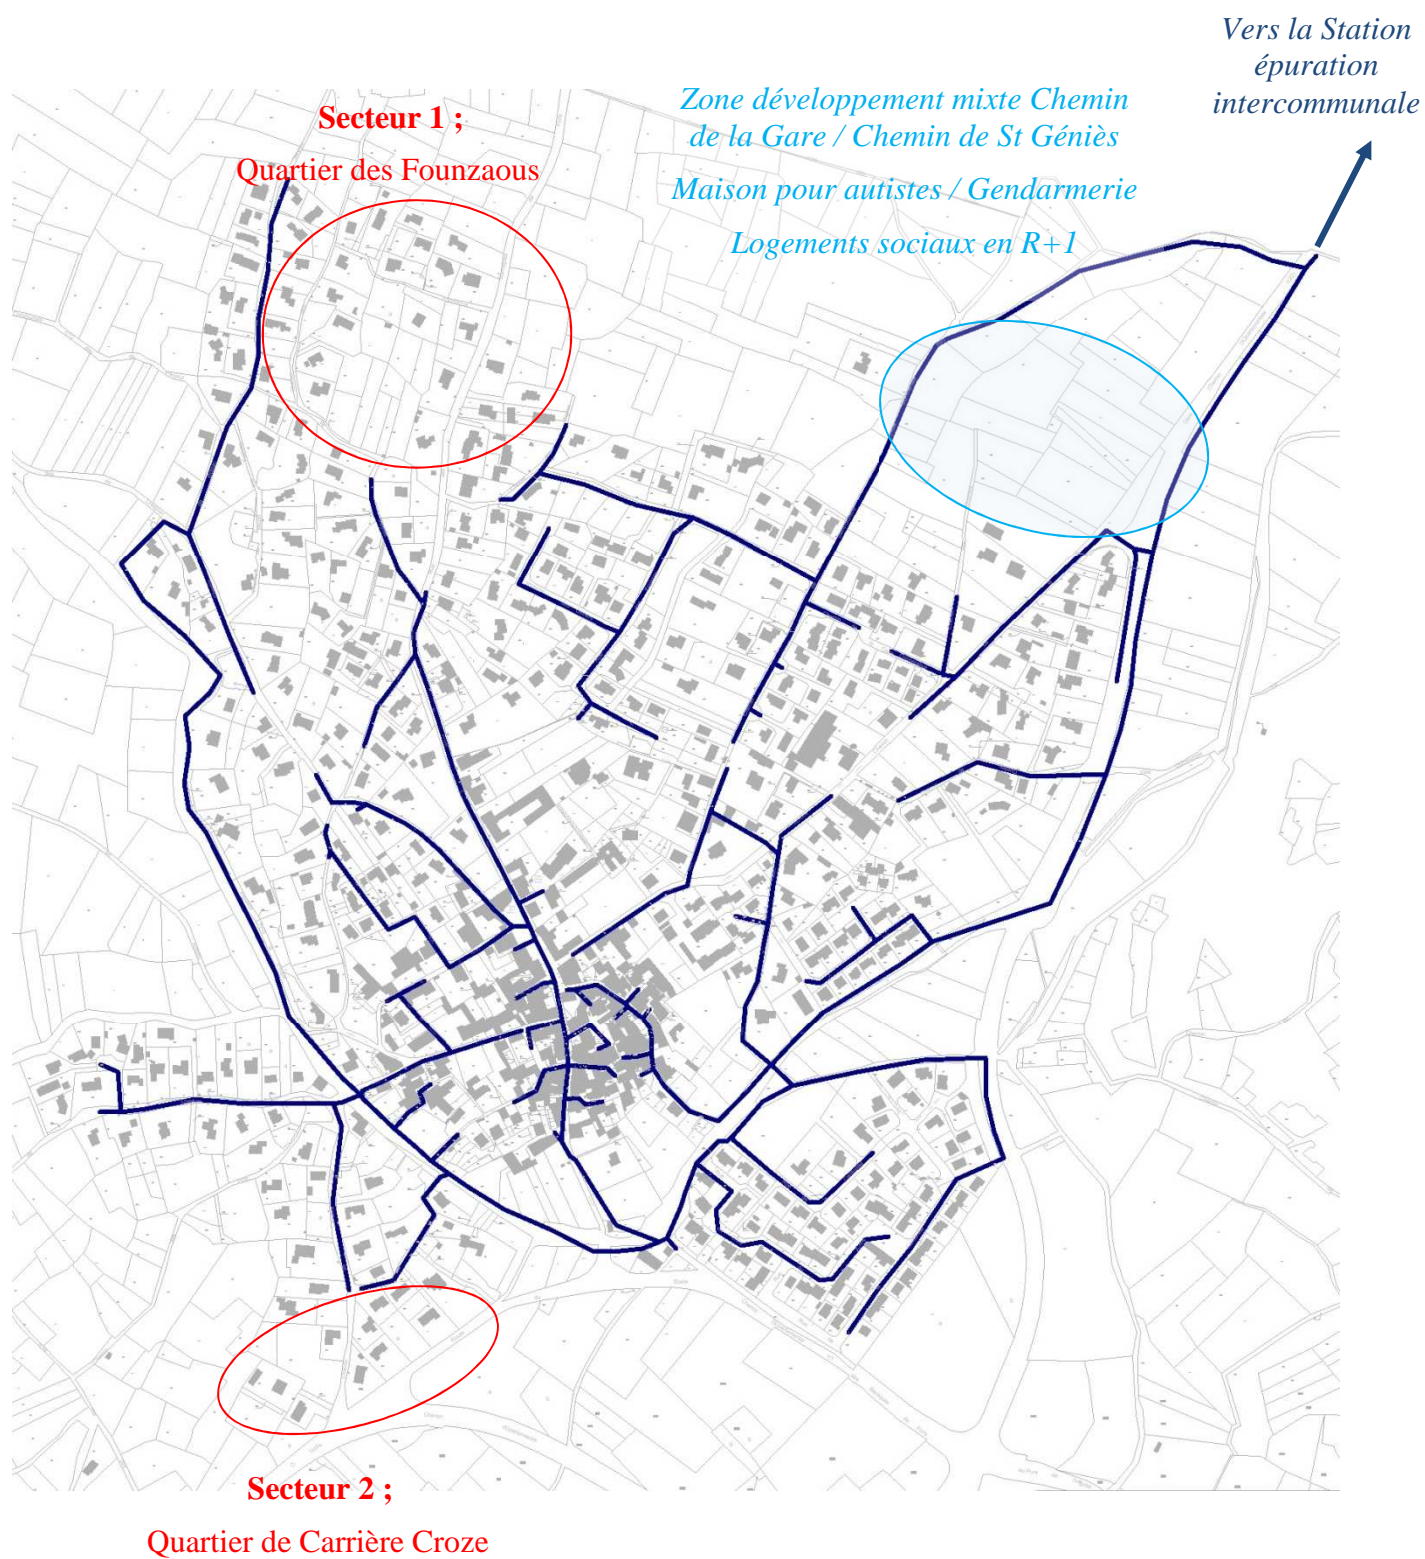 Vers la Station
épuration
intercommunale
Zone développement mixte Chemin
de la Gare / Chemin de St Géniès
Maison pour autistes / Gendarmerie
Logements sociaux en R+1
Secteur 1 ;
Quartier des Founzaous
Secteur 2 ;
Quartier de Carrière Croze